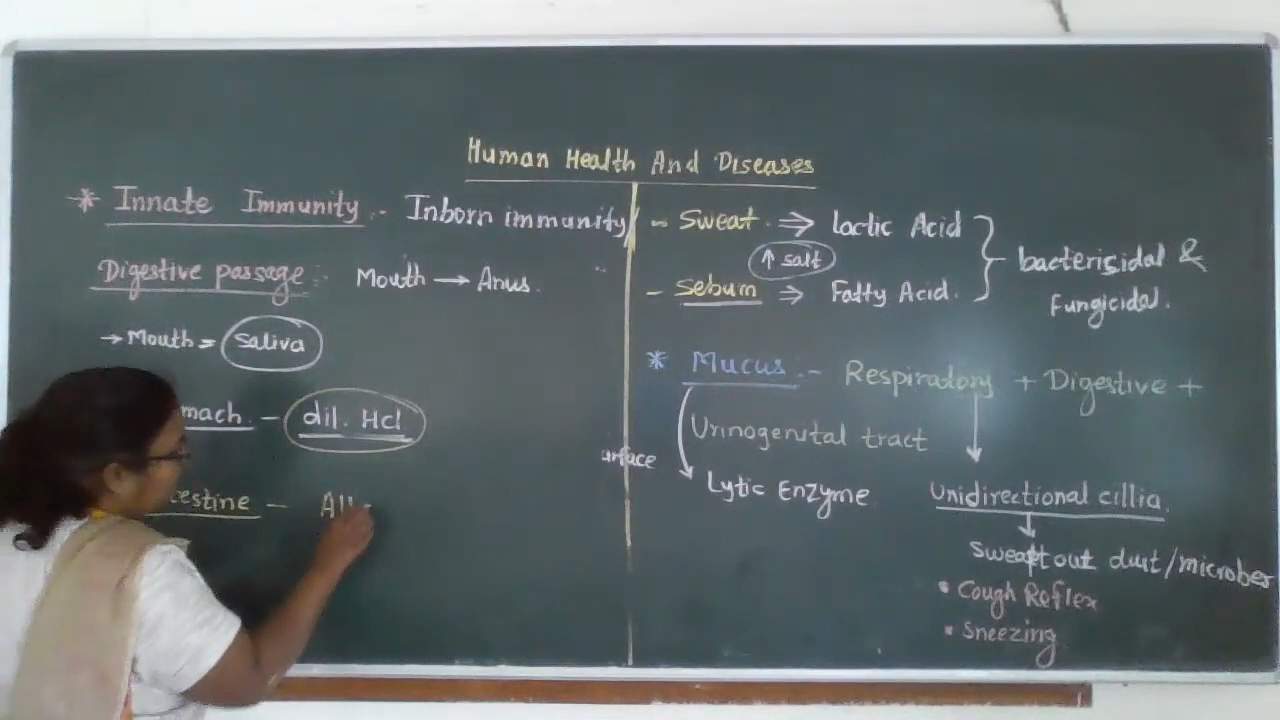 Human Health And Diseases
* Innate Immunity :- Inborn immunity
Digestive passage :- Mouth → Anus.
→ Mouth = Saliva
mach. - dil. Hcl
estine -
- Sweat ⇒ Lactic Acid
↑ salt
- Sebum ⇒ Fatty Acid.
bactericidal &
Fungicidal.
* Mucus :- Respiratory + Digestive +
Urinogenital tract
urface
Lytic Enzyme
Unidirectional cillia
Sweapt out dust/microbes
• Cough Reflex
• Sneezing